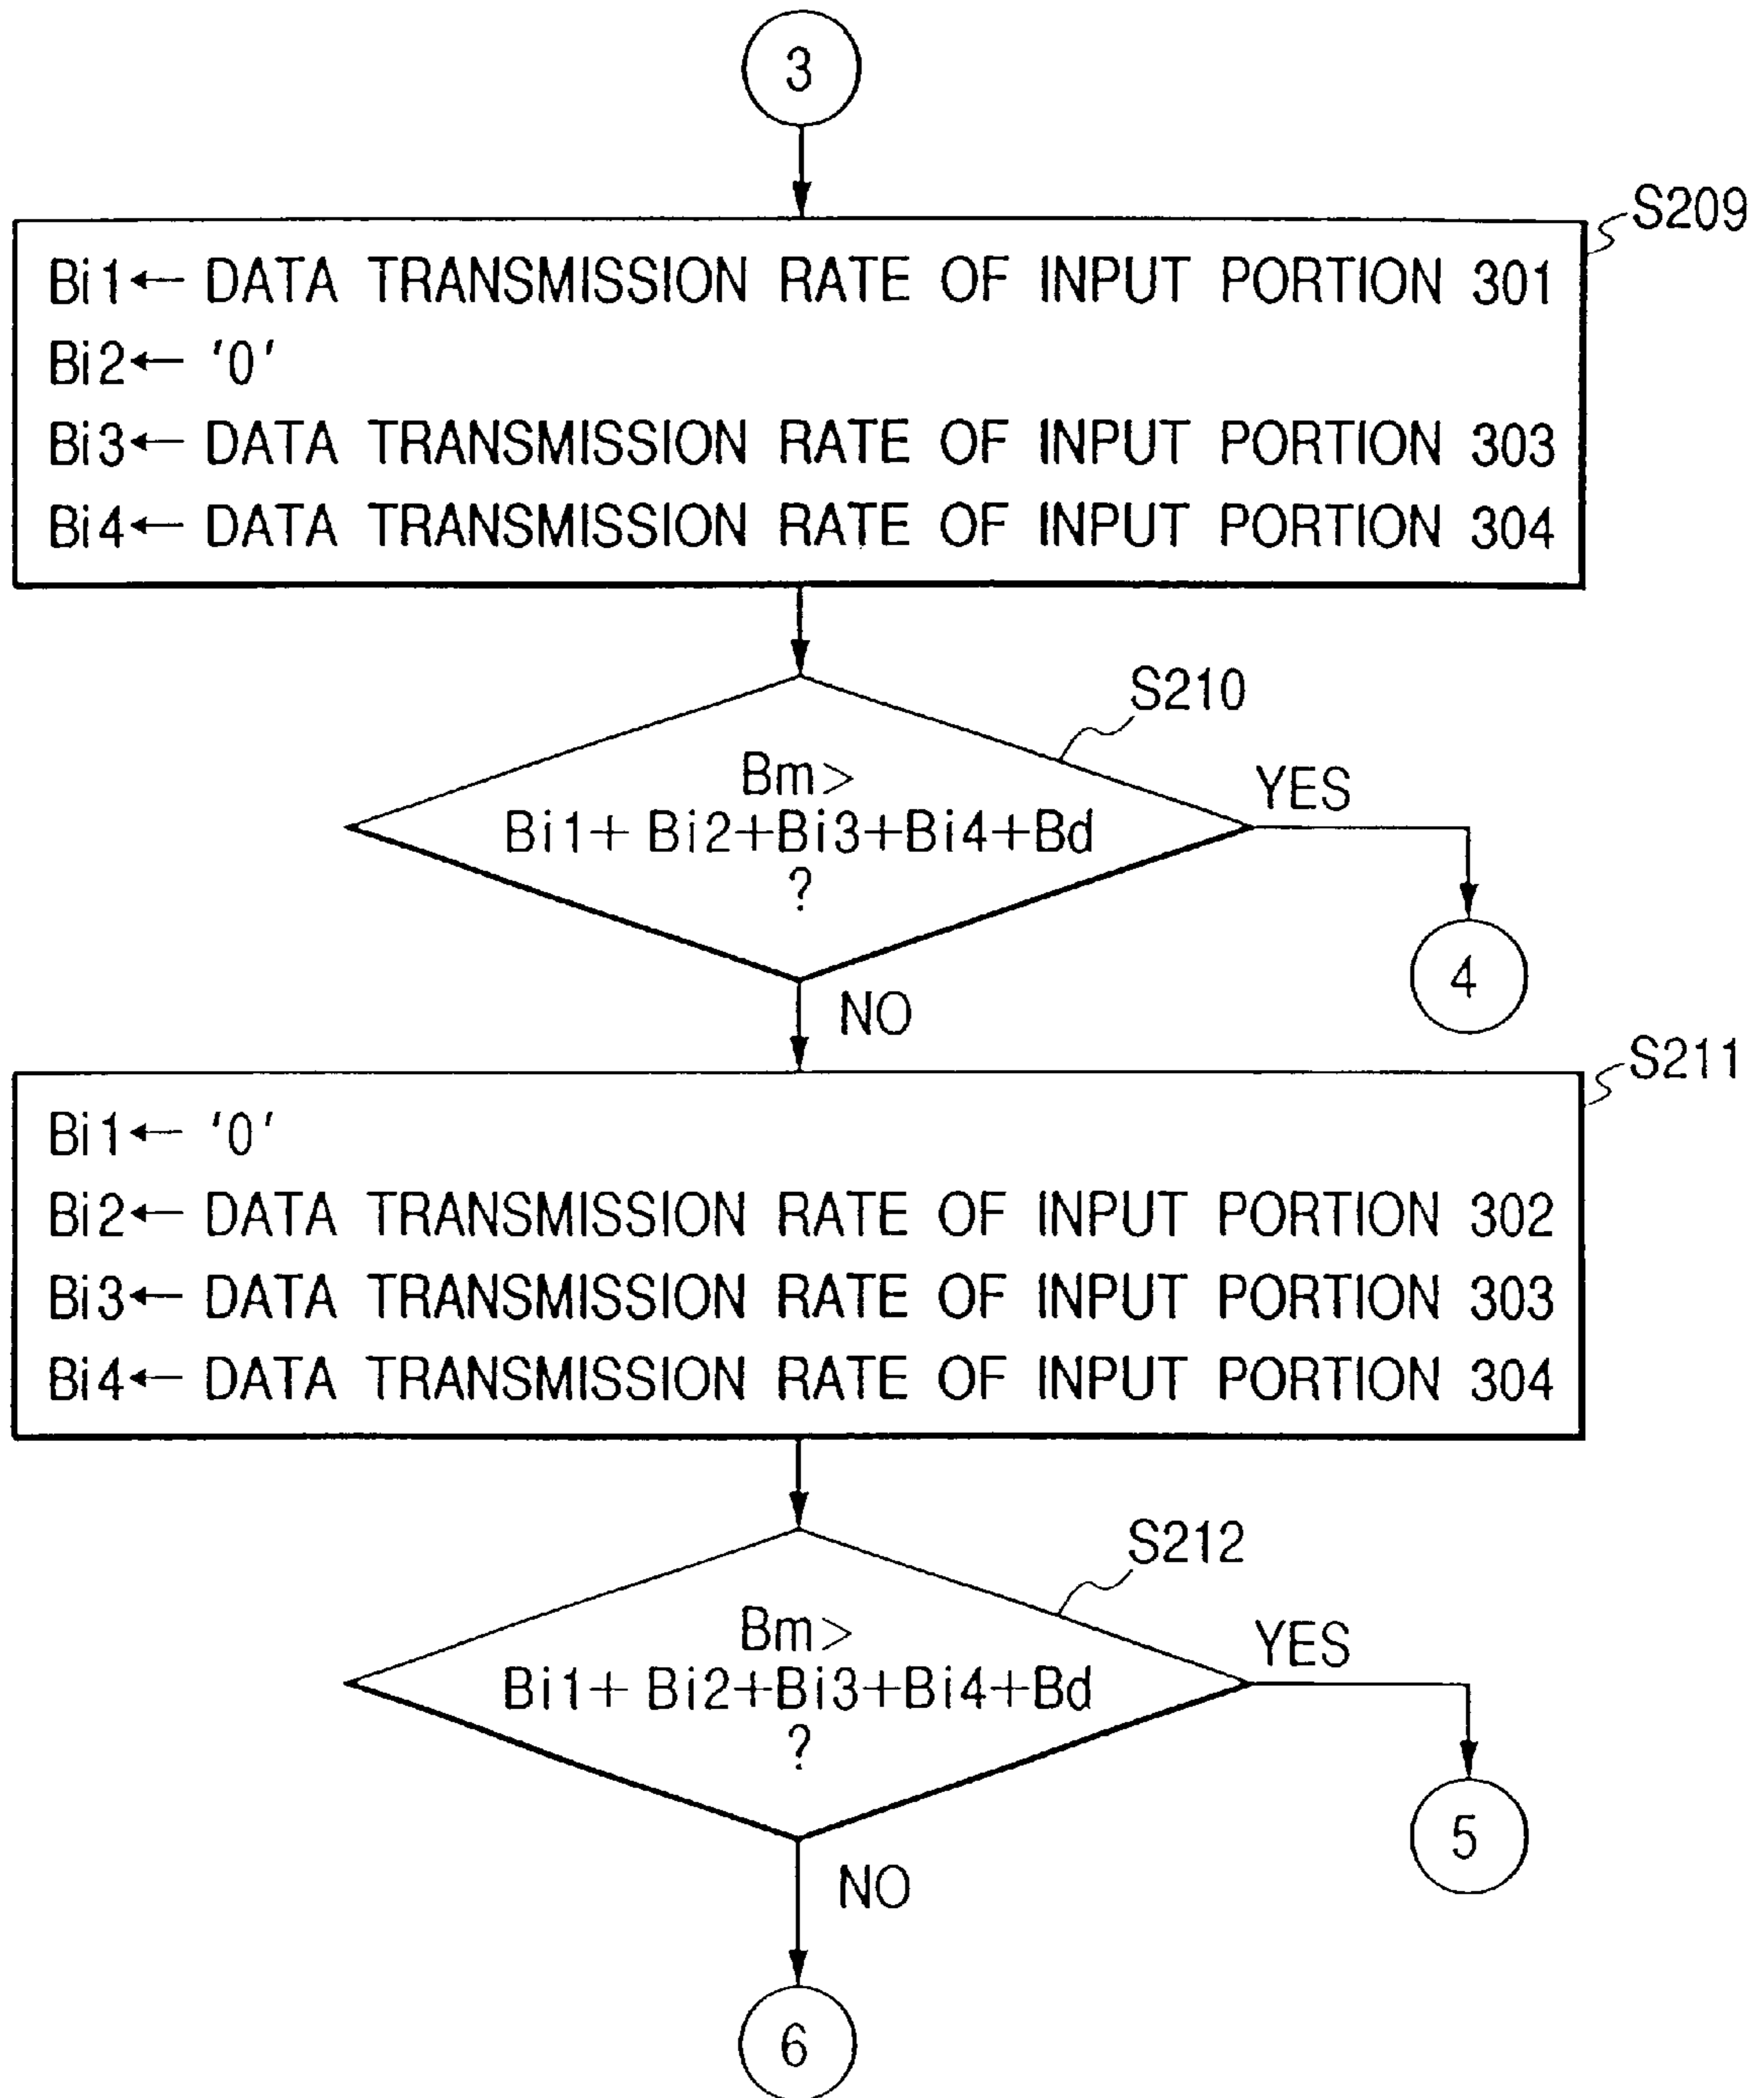 3
S209
Bi1← DATA TRANSMISSION RATE OF INPUT PORTION 301
Bi2← '0'
Bi3← DATA TRANSMISSION RATE OF INPUT PORTION 303
Bi4← DATA TRANSMISSION RATE OF INPUT PORTION 304
S210
Bm>
Bi1+ Bi2+Bi3+Bi4+Bd
?
YES
4
NO
S211
Bi1← '0'
Bi2← DATA TRANSMISSION RATE OF INPUT PORTION 302
Bi3← DATA TRANSMISSION RATE OF INPUT PORTION 303
Bi4← DATA TRANSMISSION RATE OF INPUT PORTION 304
S212
Bm>
Bi1+ Bi2+Bi3+Bi4+Bd
?
YES
5
NO
6